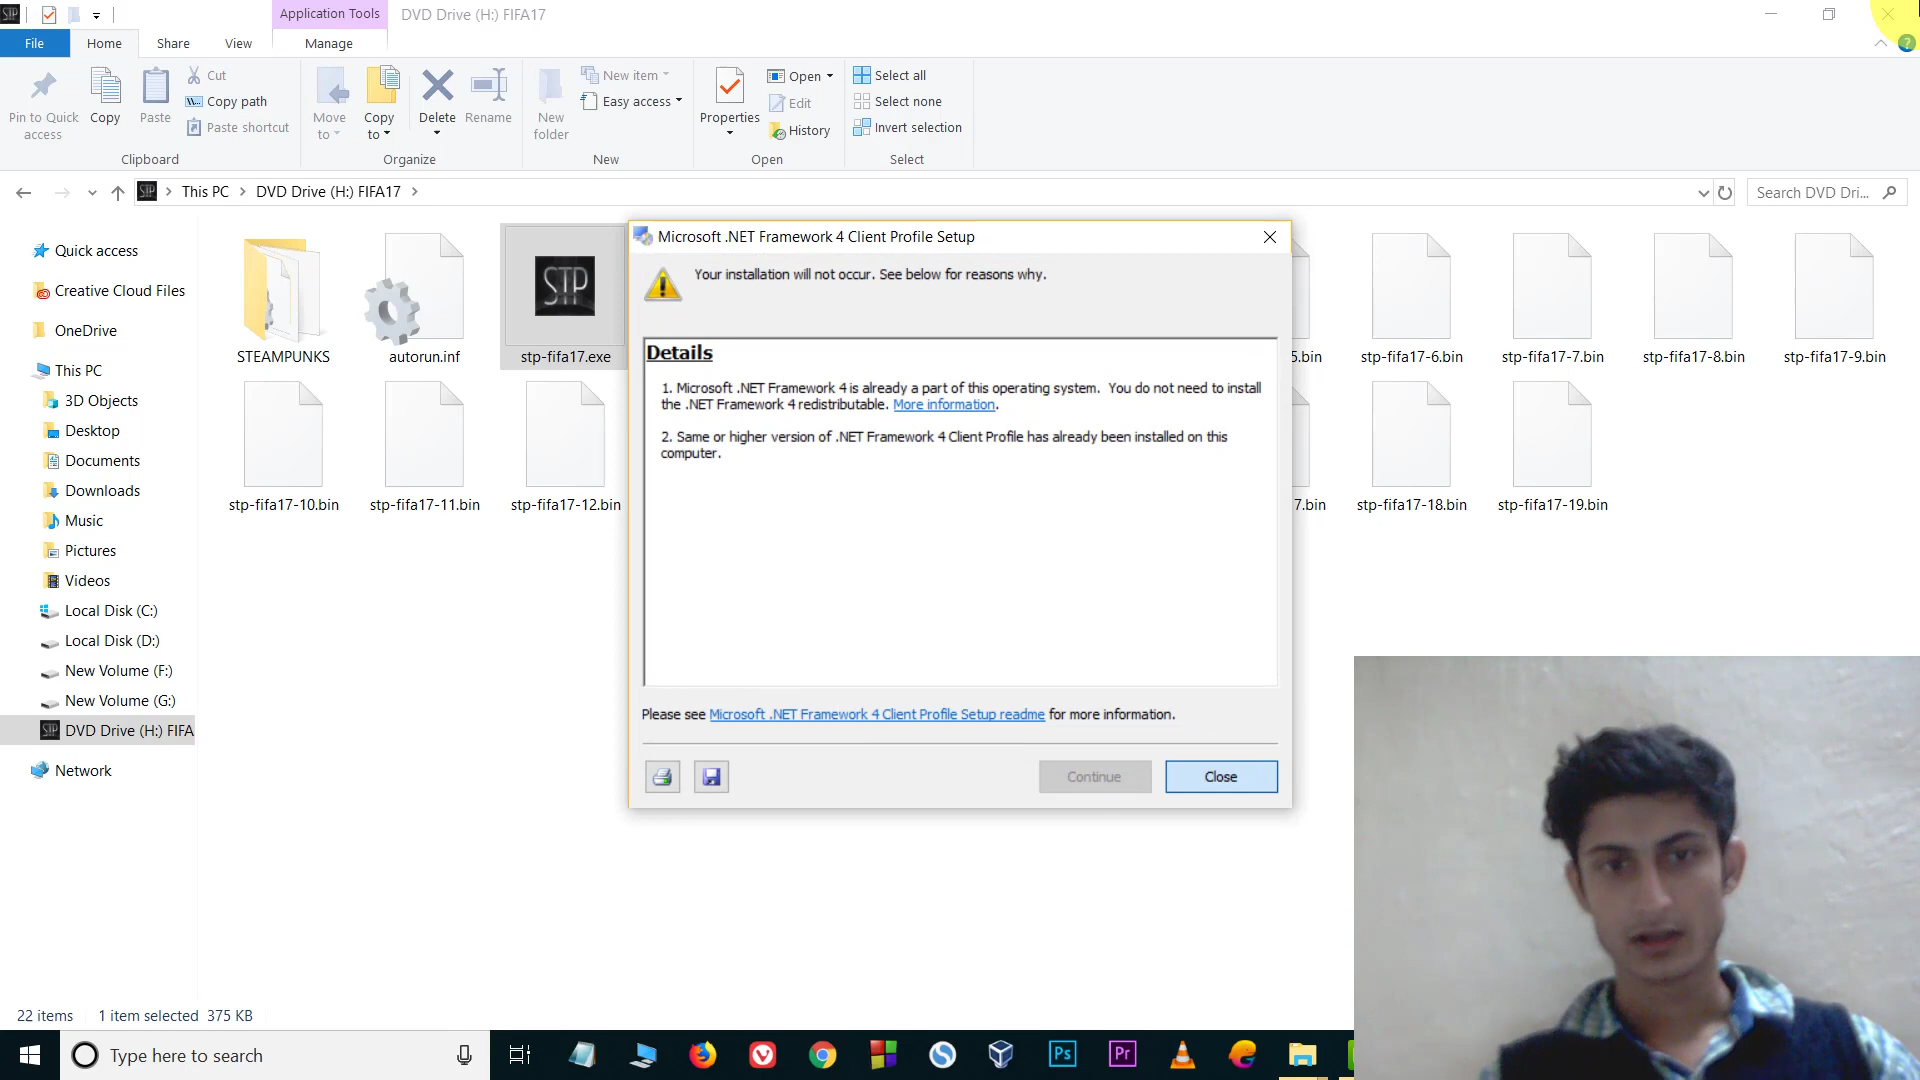 STP
Application Tools
DVD Drive (H:) FIFA17
File
Home
Share
View
Manage
?
Pin to Quick access
Copy
Paste
Cut
Copy path
Paste shortcut
Clipboard
Move to
Copy to
Delete
Rename
Organize
New folder
New item
Easy access
New
Properties
Open
Edit
History
Open
Select all
Select none
Invert selection
Select
STP
This PC
DVD Drive (H:) FIFA17
Search DVD Dri...
Quick access
Creative Cloud Files
OneDrive
This PC
3D Objects
Desktop
Documents
Downloads
Music
Pictures
Videos
Local Disk (C:)
Local Disk (D:)
New Volume (F:)
New Volume (G:)
STP
DVD Drive (H:) FIFA
Network
STEAMPUNKS
autorun.inf
STP
stp-fifa17.exe
5.bin
stp-fifa17-6.bin
stp-fifa17-7.bin
stp-fifa17-8.bin
stp-fifa17-9.bin
stp-fifa17-10.bin
stp-fifa17-11.bin
stp-fifa17-12.bin
7.bin
stp-fifa17-18.bin
stp-fifa17-19.bin
Microsoft .NET Framework 4 Client Profile Setup
Your installation will not occur. See below for reasons why.
Details
1. Microsoft .NET Framework 4 is already a part of this operating system. You do not need to install
the .NET Framework 4 redistributable. More information.
2. Same or higher version of .NET Framework 4 Client Profile has already been installed on this
computer.
Please see Microsoft .NET Framework 4 Client Profile Setup readme for more information.
Continue
Close
22 items
1 item selected 375 KB
Type here to search
Ps
Pr